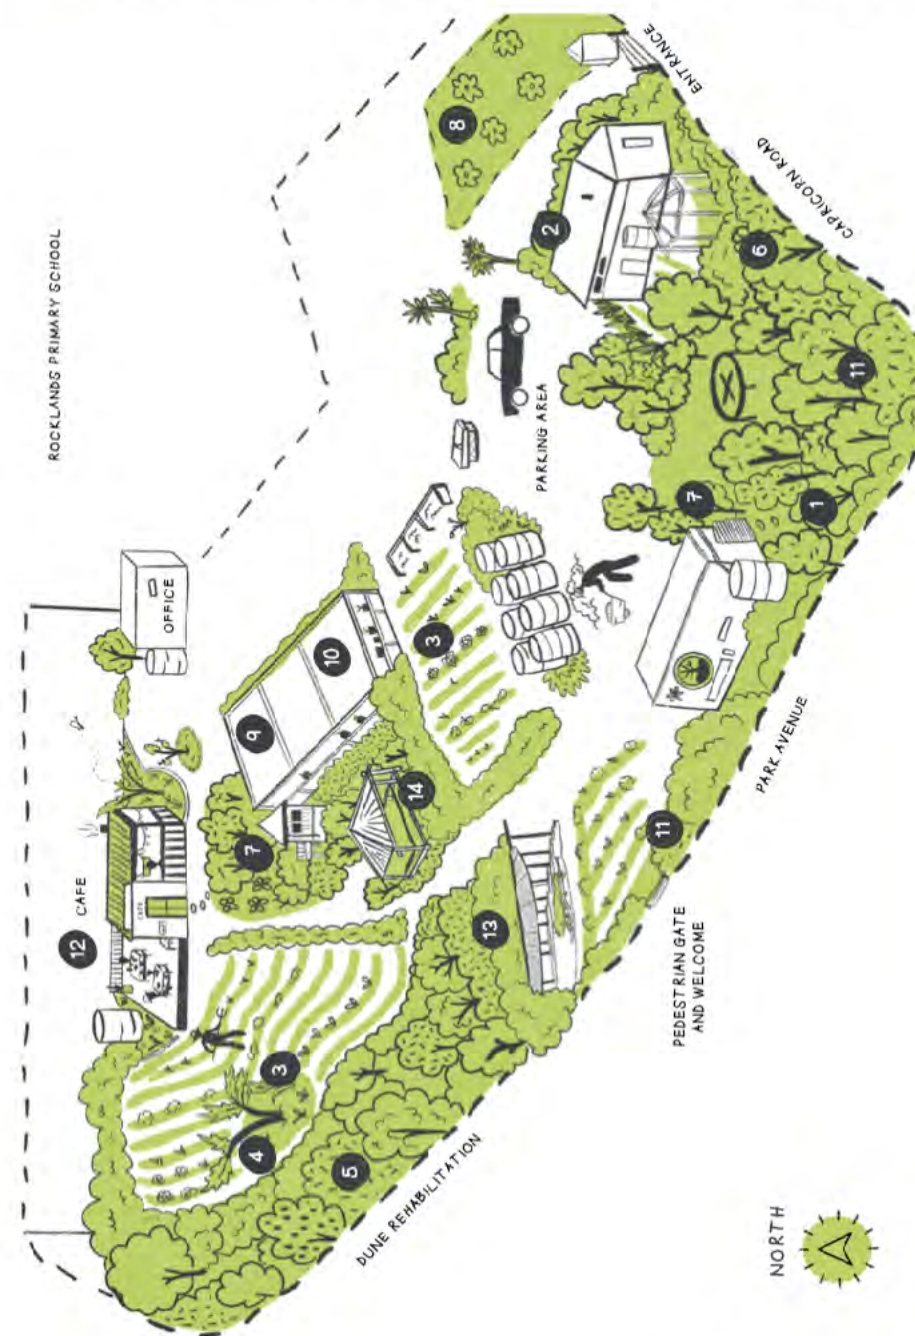 ROCKLANDS PRIMARY SCHOOL
12
CAFE
CAFE
OFFICE
7
9
4
3
10
5
14
3
8
DUNE REHABILITATION
13
PARKING AREA
2
11
7
ENTRANCE
PEDESTRIAN GATE
AND WELCOME
6
PARK AVENUE
CAPRICORN ROAD
1
11
NORTH